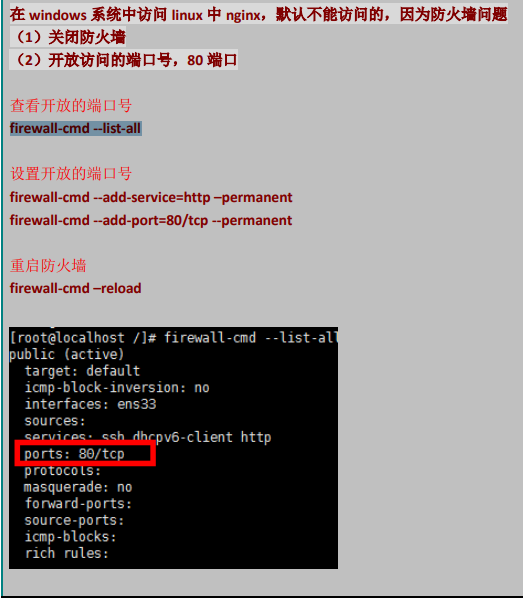 在 windows 系统中访问 linux 中 nginx，默认不能访问的，因为防火墙问题
（1）关闭防火墙
（2）开放访问的端口号，80 端口
查看开放的端口号
firewall-cmd --list-all
设置开放的端口号
firewall-cmd --add-service=http –permanent
firewall-cmd --add-port=80/tcp --permanent
重启防火墙
firewall-cmd –reload
[root@localhost /]# firewall-cmd --list-all
public (active)
target: default
icmp-block-inversion: no
interfaces: ens33
sources:
services: ssh dhcpv6-client http
ports: 80/tcp
protocols:
masquerade: no
forward-ports:
source-ports:
icmp-blocks:
rich rules: